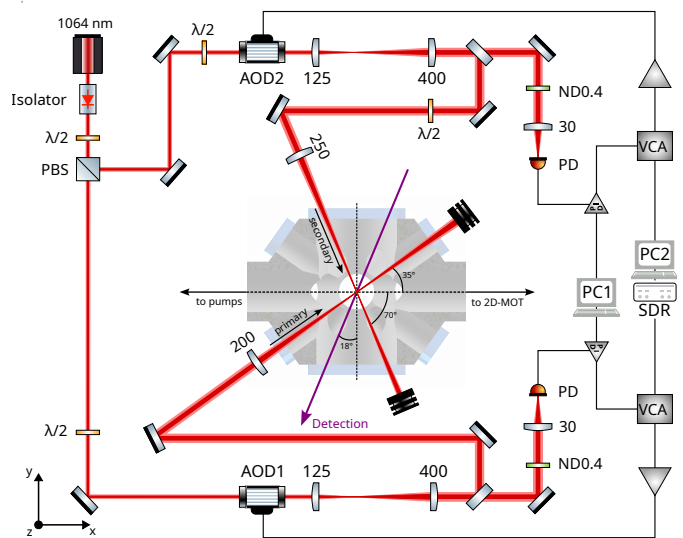 1064 nm
Isolator
λ/2
PBS
λ/2
AOD2
125
400
ND0.4
30
PD
VCA
λ/2
250
PID
secondary
35°
PC2
to pumps
to 2D-MOT
PC1
SDR
70°
primary
200
18°
PID
PD
VCA
Detection
30
λ/2
ND0.4
AOD1
125
400
y
z
x